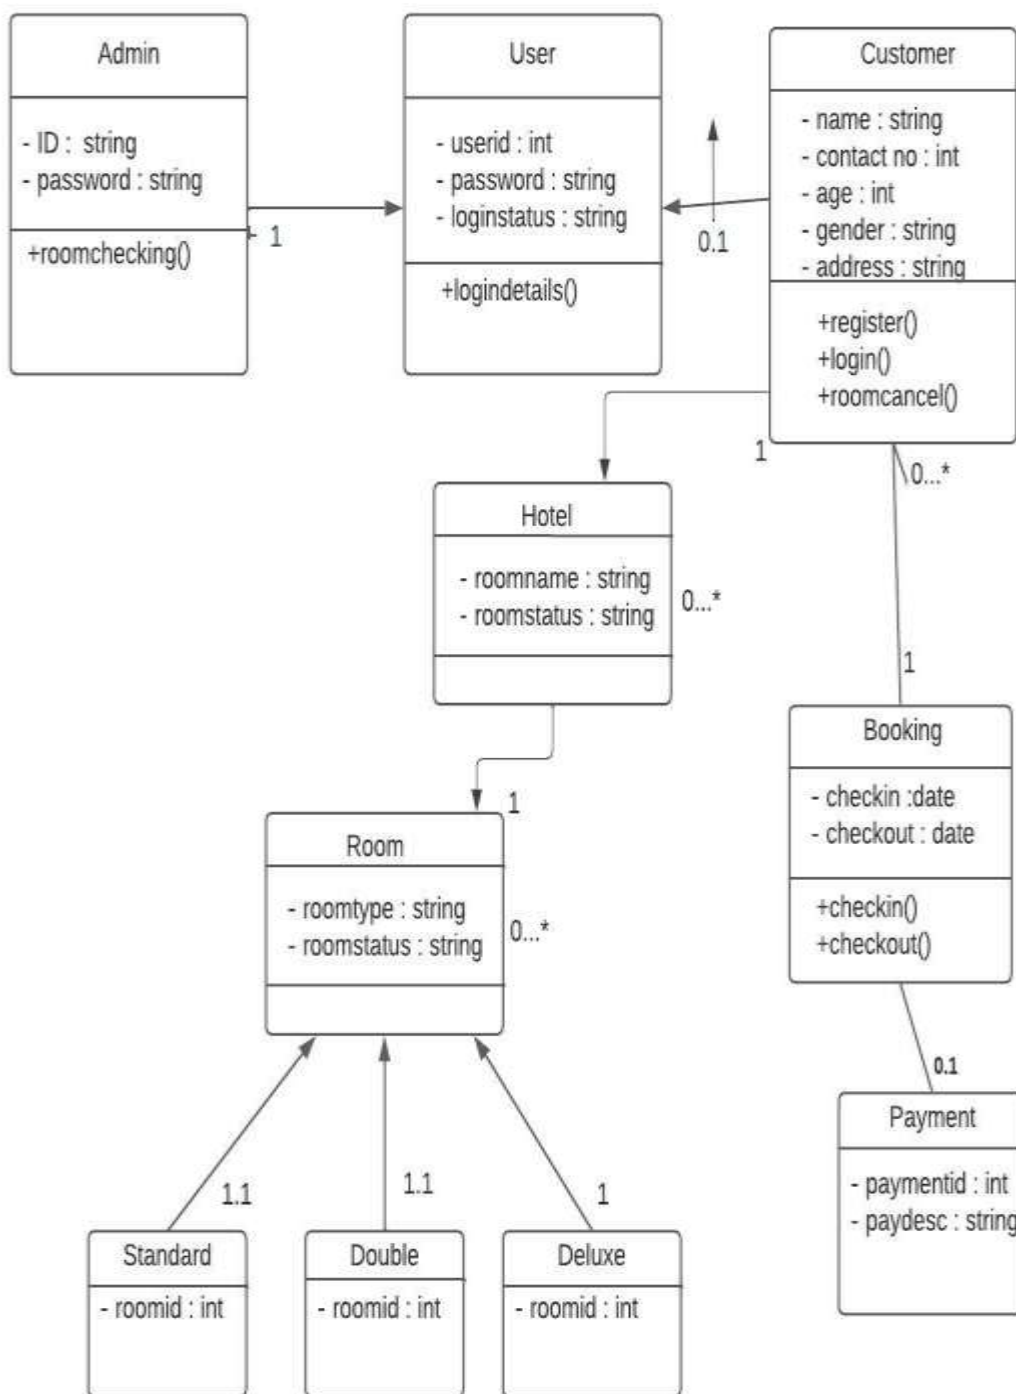 Admin
- ID : string
- password : string
+roomchecking()
1
User
- userid : int
- password : string
- loginstatus : string
+logindetails()
0.1
Customer
- name : string
- contact no : int
- age : int
- gender : string
- address : string
+register()
+login()
+roomcancel()
1
0...*
Hotel
- roomname : string
- roomstatus : string
0...*
1
Booking
- checkin :date
- checkout : date
+checkin()
+checkout()
1
Room
- roomtype : string
- roomstatus : string
0...*
0.1
Payment
- paymentid : int
- paydesc : string
1.1
1.1
1
Standard
- roomid : int
Double
- roomid : int
Deluxe
- roomid : int